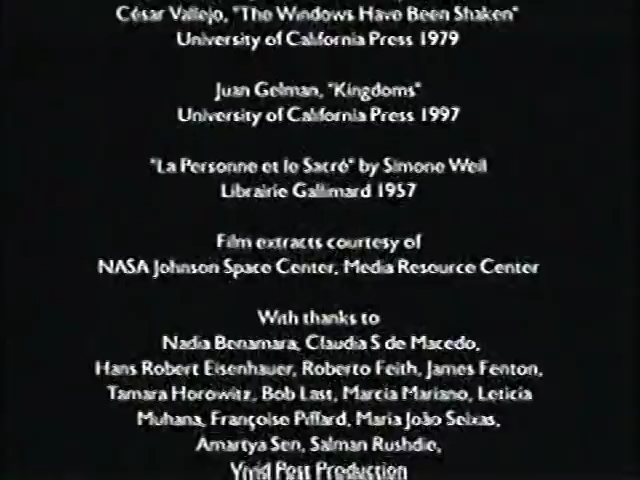 César Vallejo, "The Windows Have Been Shaken"
University of California Press 1979
Juan Gelman, "Kingdoms"
University of California Press 1997
"La Personne et le Sacré" by Simone Weil
Librairie Gallimard 1957
Film extracts courtesy of
NASA Johnson Space Center, Media Resource Center
With thanks to
Nadia Benamara, Claudia S de Macedo,
Hans Robert Eisenhauer, Roberto Feith, James Fenton,
Tamara Horowitz, Bob Last, Marcia Mariano, Leticia
Muhana, Françoise Piffard, Maria João Seixas,
Amartya Sen, Salman Rushdie,
Vivid Post Production